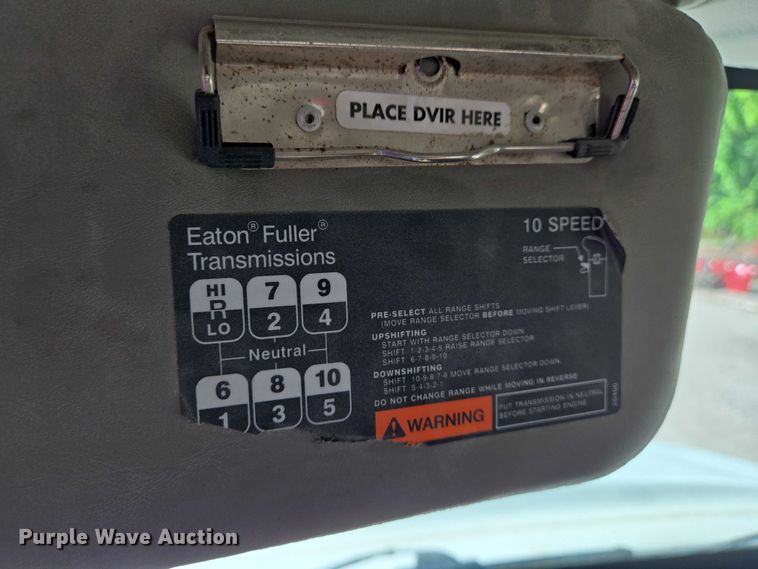 PLACE DVIR HERE
Eaton® Fuller®
Transmissions
10 SPEED
RANGE
SELECTOR
HI
R
LO
7
2
9
4
Neutral
6
1
8
3
10
5
PRE-SELECT ALL RANGE SHIFTS
(MOVE RANGE SELECTOR BEFORE MOVING SHIFT LEVER)
UPSHIFTING
START WITH RANGE SELECTOR DOWN
SHIFT 1-2-3-4-5 RAISE RANGE SELECTOR
SHIFT 6-7-8-9-10
DOWNSHIFTING
SHIFT 10-9-8-7-6 MOVE RANGE SELECTOR DOWN
SHIFT 5-4-3-2-1
DO NOT CHANGE RANGE WHILE MOVING IN REVERSE
WARNING
PUT TRANSMISSION IN NEUTRAL
BEFORE STARTING ENGINE
Purple Wave Auction